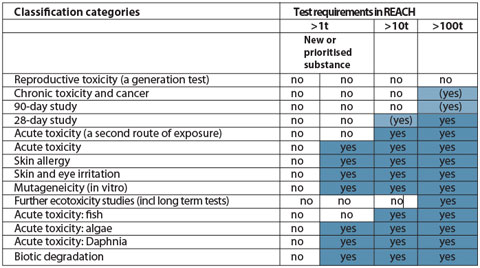 Classification categories Test requirements in REACH
>1t >10t >100t
New or
prioritised
substance
Reproductive toxicity (a generation test) no no no no
Chronic toxicity and cancer no no no (yes)
90-day study no no no (yes)
28-day study no no (yes) yes
Acute toxicity (a second route of exposure) no no yes yes
Acute toxicity no yes yes yes
Skin allergy no yes yes yes
Skin and eye irritation no yes yes yes
Mutageneicity (in vitro) no yes yes yes
Further ecotoxicity studies (incl long term tests) no no no yes
Acute toxicity: fish no no yes yes
Acute toxicity: algae no yes yes yes
Acute toxicity: Daphnia no yes yes yes
Biotic degradation no yes yes yes